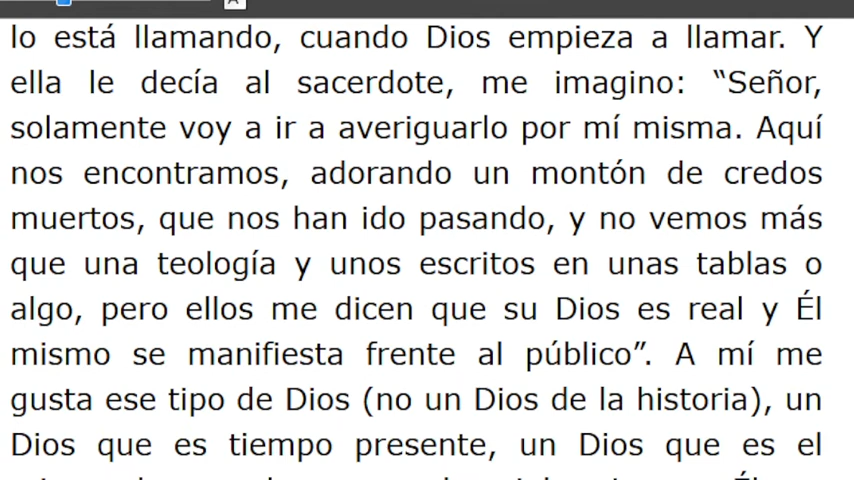 lo está llamando, cuando Dios empieza a llamar. Y
ella le decía al sacerdote, me imagino: “Señor,
solamente voy a ir a averiguarlo por mí misma. Aquí
nos encontramos, adorando un montón de credos
muertos, que nos han ido pasando, y no vemos más
que una teología y unos escritos en unas tablas o
algo, pero ellos me dicen que su Dios es real y Él
mismo se manifiesta frente al público”. A mí me
gusta ese tipo de Dios (no un Dios de la historia), un
Dios que es tiempo presente, un Dios que es el